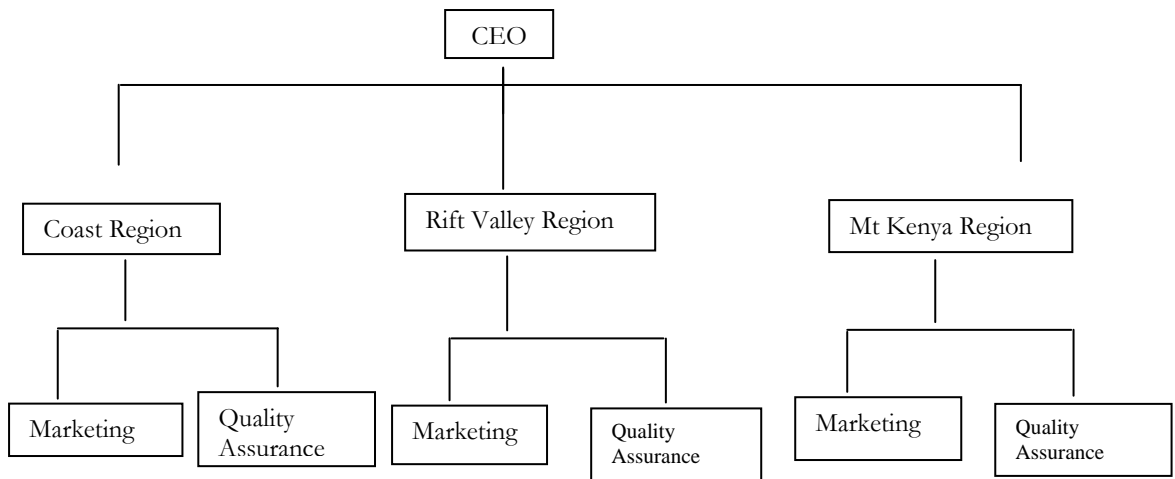 CEO
Coast Region
Rift Valley Region
Mt Kenya Region
Marketing
Quality
Assurance
Marketing
Quality
Assurance
Marketing
Quality
Assurance